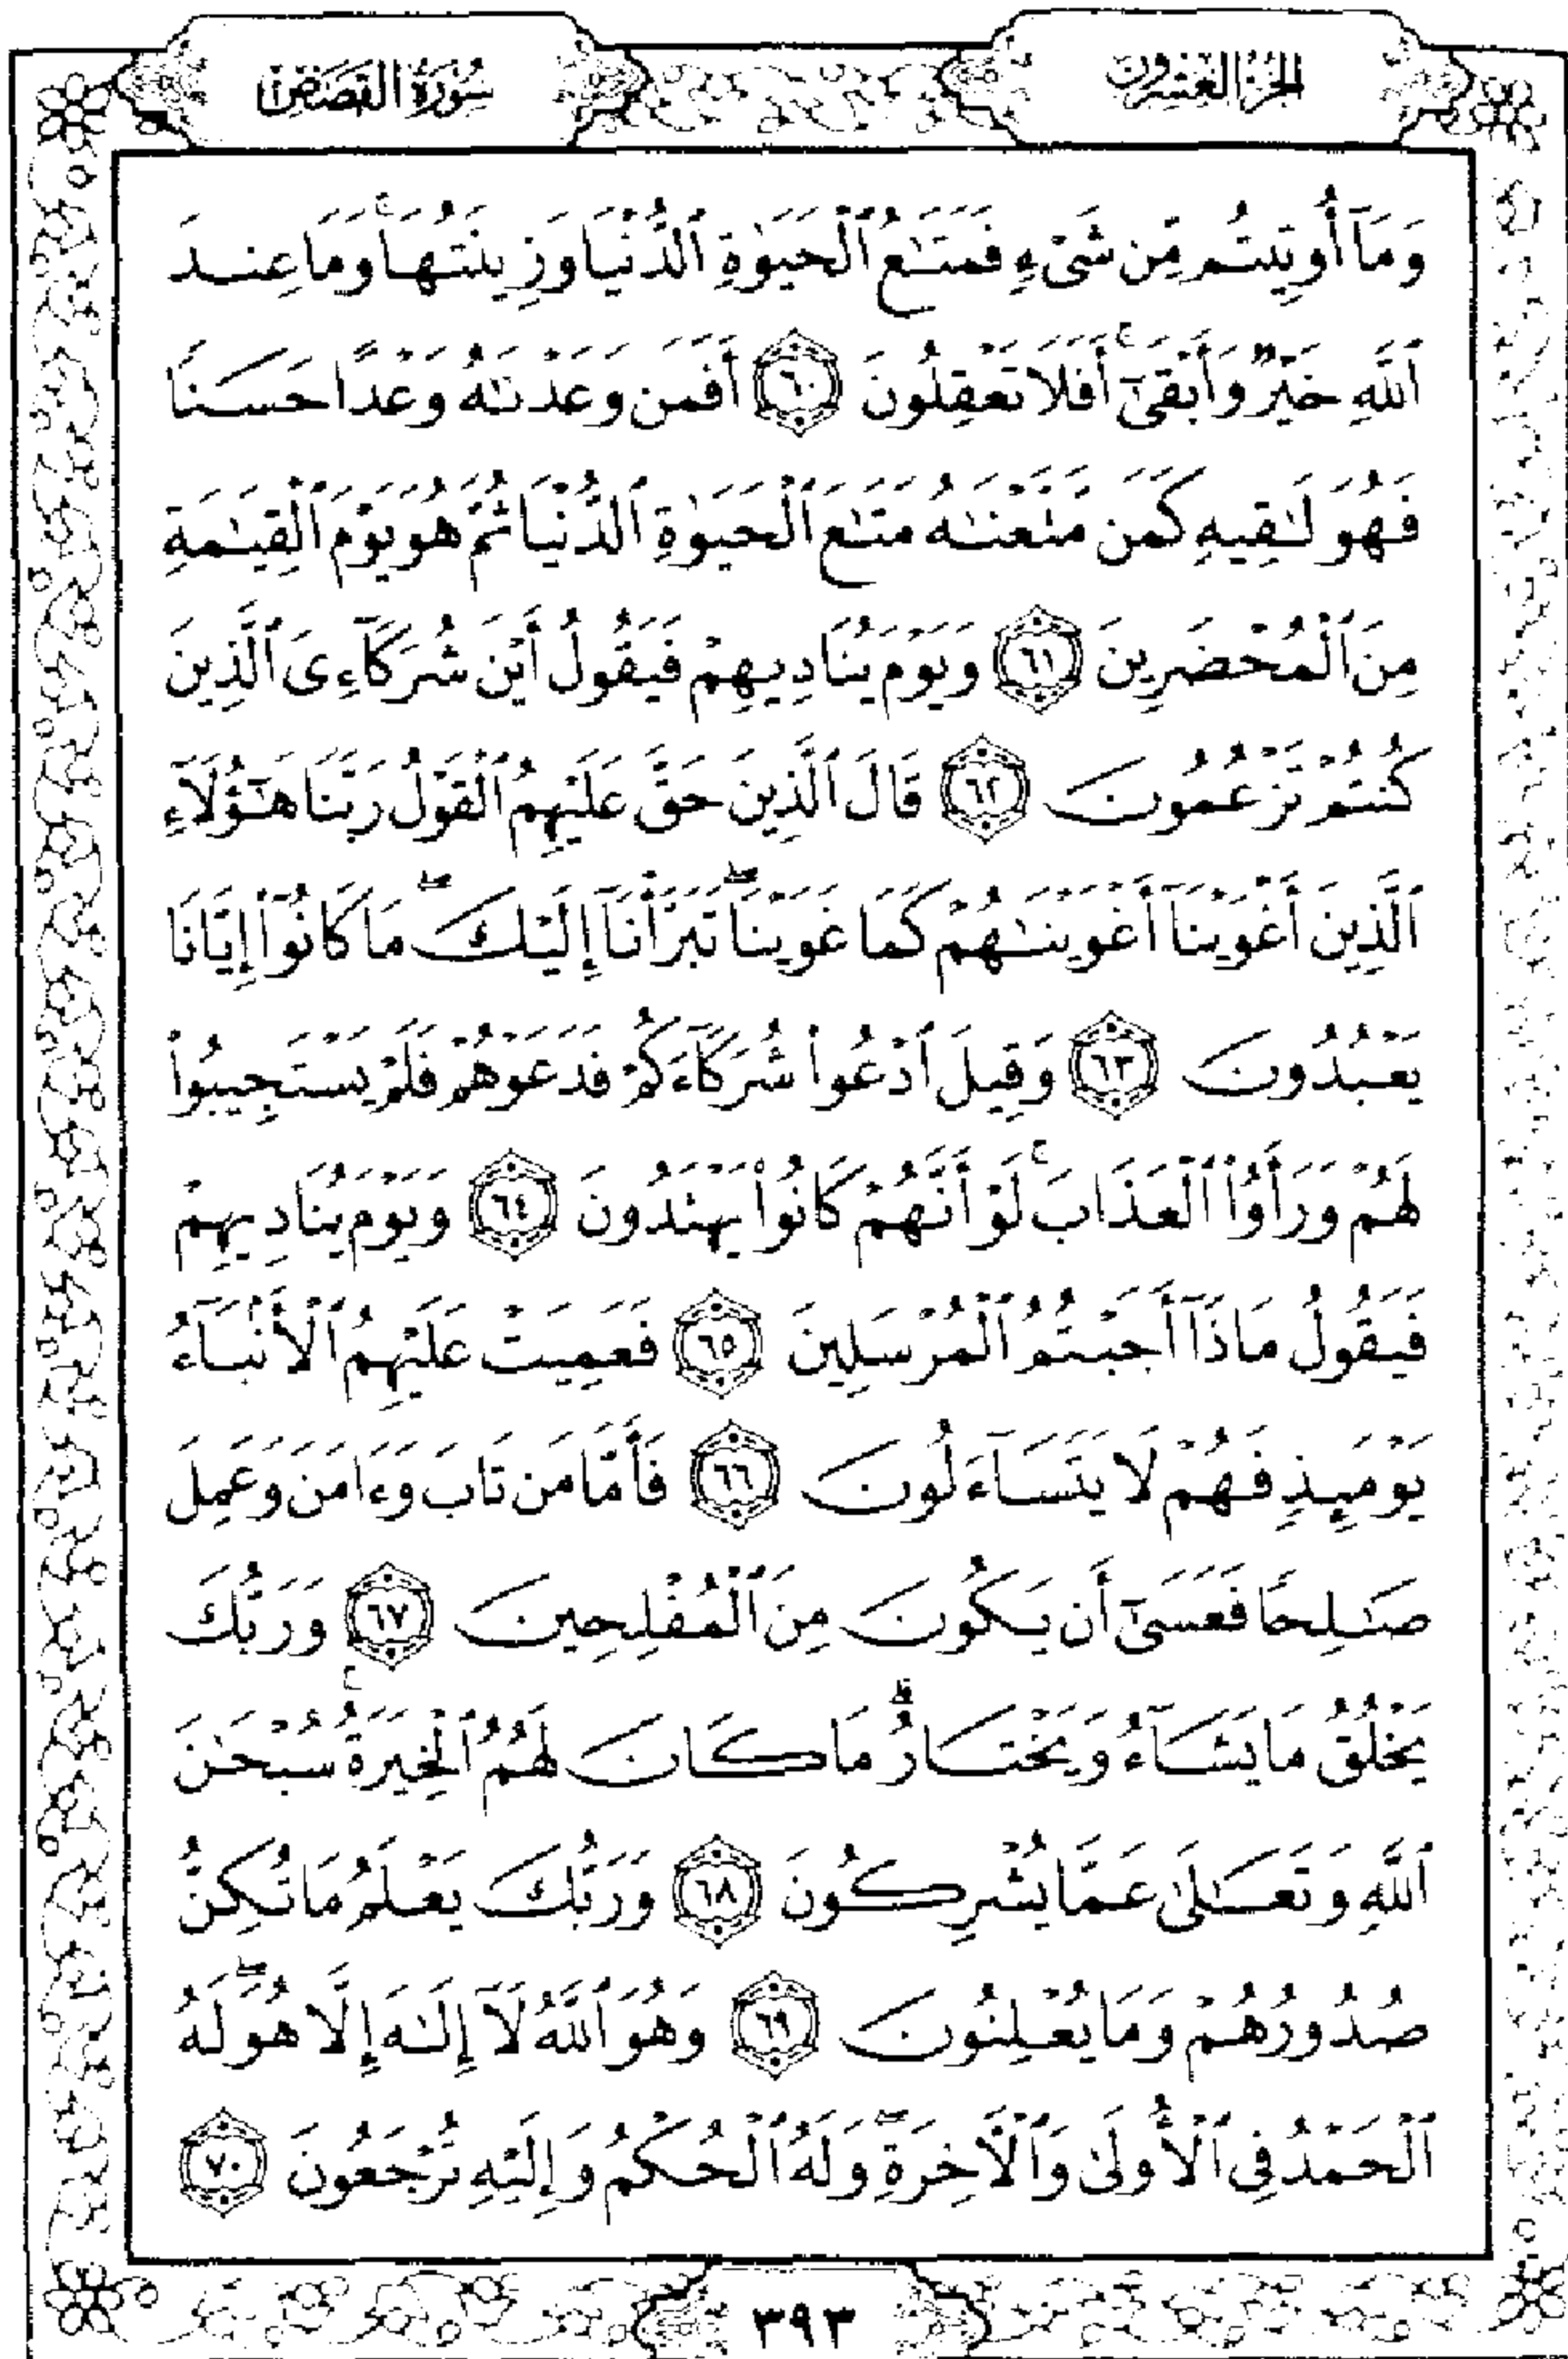 الجزء العشرون
سورة القصص
وَمَآ أُوتِيتُم مِّن شَىْءٍ فَمَتَـٰعُ ٱلْحَيَوٰةِ ٱلدُّنْيَا وَزِينَتُهَا ۚ وَمَا عِندَ
ٱللَّهِ خَيْرٌ وَأَبْقَىٰٓ ۚ أَفَلَا تَعْقِلُونَ ٦٠ أَفَمَن وَعَدْنَـٰهُ وَعْدًا حَسَنًا
فَهُوَ لَـٰقِيهِ كَمَن مَّتَّعْنَـٰهُ مَتَـٰعَ ٱلْحَيَوٰةِ ٱلدُّنْيَا ثُمَّ هُوَ يَوْمَ ٱلْقِيَـٰمَةِ
مِنَ ٱلْمُحْضَرِينَ ٦١ وَيَوْمَ يُنَادِيهِمْ فَيَقُولُ أَيْنَ شُرَكَآءِىَ ٱلَّذِينَ
كُنتُمْ تَزْعُمُونَ ٦٢ قَالَ ٱلَّذِينَ حَقَّ عَلَيْهِمُ ٱلْقَوْلُ رَبَّنَا هَـٰٓؤُلَآءِ
ٱلَّذِينَ أَغْوَيْنَآ أَغْوَيْنَـٰهُمْ كَمَا غَوَيْنَا ۖ تَبَرَّأْنَآ إِلَيْكَ ۖ مَا كَانُوٓا۟ إِيَّانَا
يَعْبُدُونَ ٦٣ وَقِيلَ ٱدْعُوا۟ شُرَكَآءَكُمْ فَدَعَوْهُمْ فَلَمْ يَسْتَجِيبُوا۟
لَهُمْ وَرَأَوُا۟ ٱلْعَذَابَ ۚ لَوْ أَنَّهُمْ كَانُوا۟ يَهْتَدُونَ ٦٤ وَيَوْمَ يُنَادِيهِمْ
فَيَقُولُ مَاذَآ أَجَبْتُمُ ٱلْمُرْسَلِينَ ٦٥ فَعَمِيَتْ عَلَيْهِمُ ٱلْأَنۢبَآءُ
يَوْمَئِذٍ فَهُمْ لَا يَتَسَآءَلُونَ ٦٦ فَأَمَّا مَن تَابَ وَءَامَنَ وَعَمِلَ
صَـٰلِحًا فَعَسَىٰٓ أَن يَكُونَ مِنَ ٱلْمُفْلِحِينَ ٦٧ وَرَبُّكَ
يَخْلُقُ مَا يَشَآءُ وَيَخْتَارُ ۗ مَا كَانَ لَهُمُ ٱلْخِيَرَةُ ۚ سُبْحَـٰنَ
ٱللَّهِ وَتَعَـٰلَىٰ عَمَّا يُشْرِكُونَ ٦٨ وَرَبُّكَ يَعْلَمُ مَا تُكِنُّ
صُدُورُهُمْ وَمَا يُعْلِنُونَ ٦٩ وَهُوَ ٱللَّهُ لَآ إِلَـٰهَ إِلَّا هُوَ ۖ لَهُ
ٱلْحَمْدُ فِى ٱلْأُولَىٰ وَٱلْـَٔاخِرَةِ ۖ وَلَهُ ٱلْحُكْمُ وَإِلَيْهِ تُرْجَعُونَ ٧٠
٣٩٣